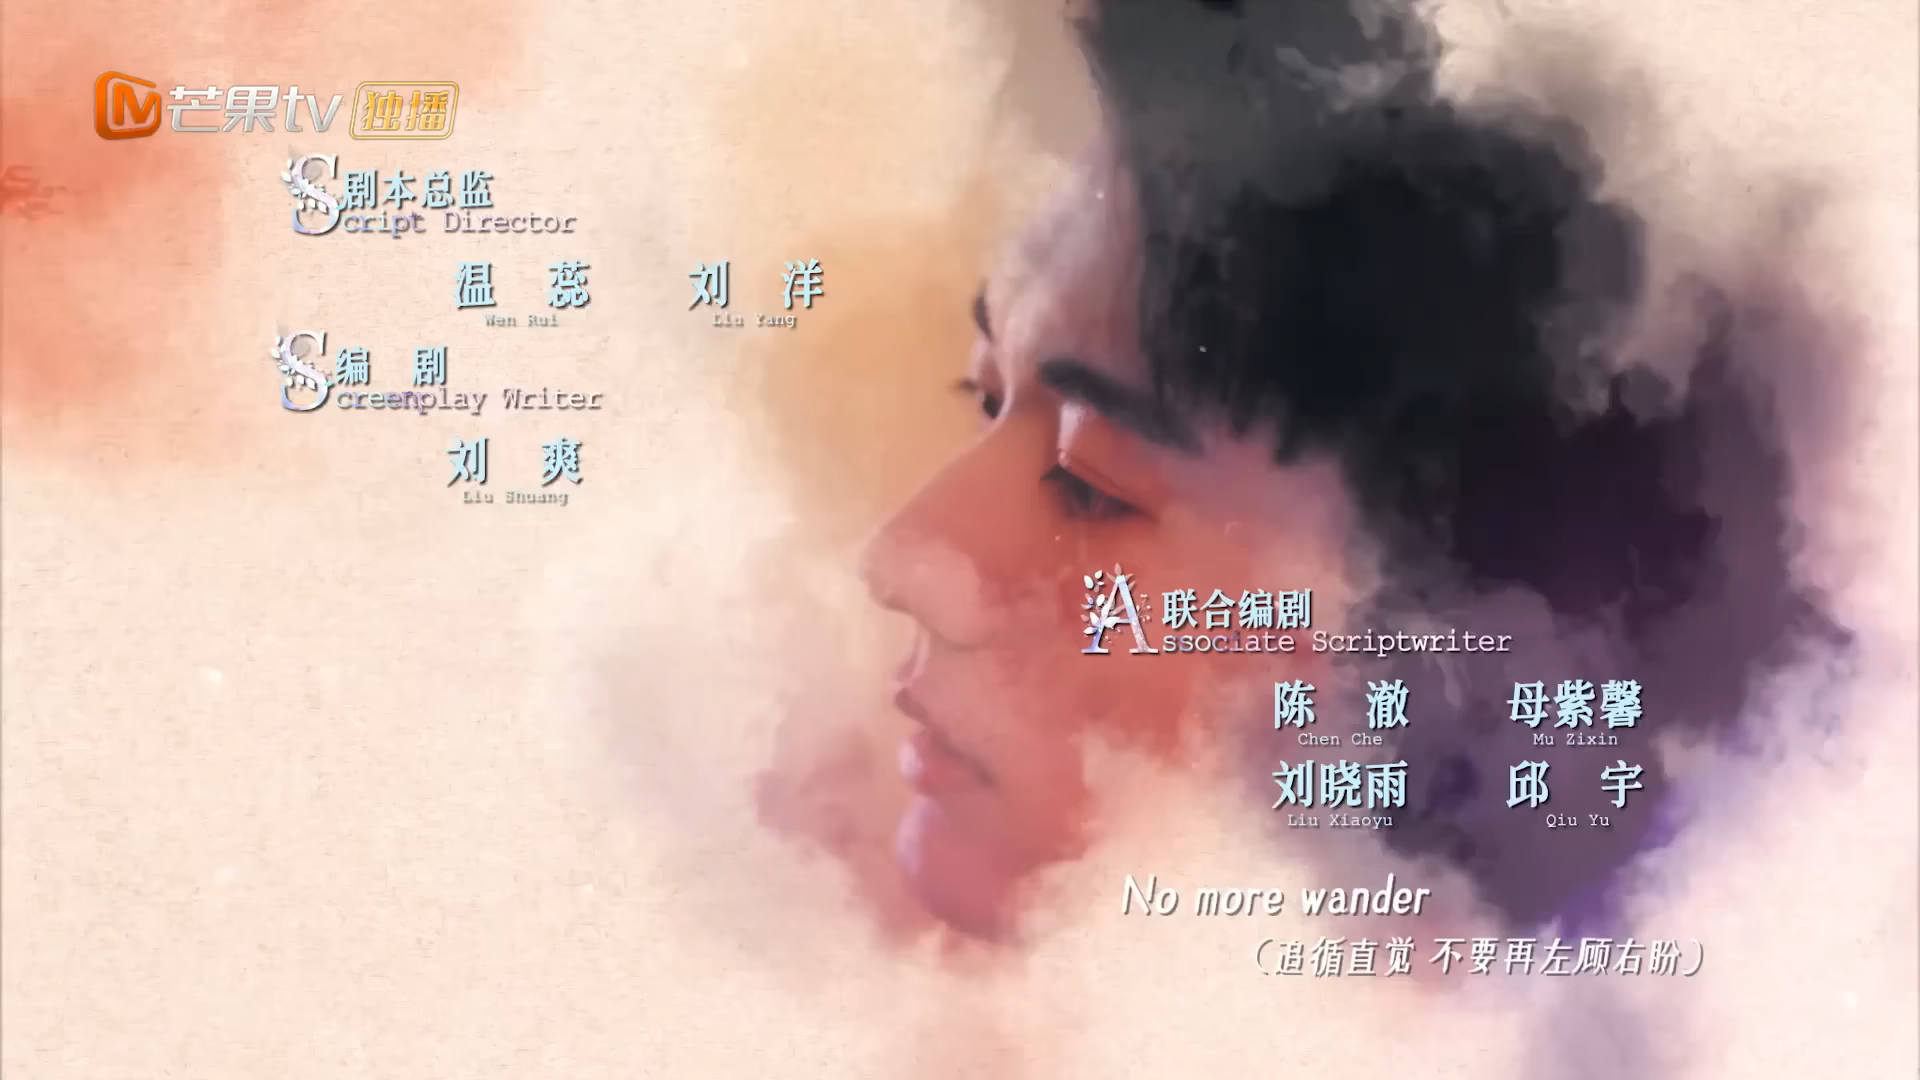 芒果tv 独播
剧本总监
Script Director
温 蕊 刘 洋
Wen Rui Liu Yang
编 剧
Screenplay Writer
刘 爽
Liu Shuang
联合编剧
Associate Scriptwriter
陈 澈 母紫馨
Chen Che Mu Zixin
刘晓雨 邱 宇
Liu Xiaoyu Qiu Yu
No more wander
（追循直觉 不要再左顾右盼）